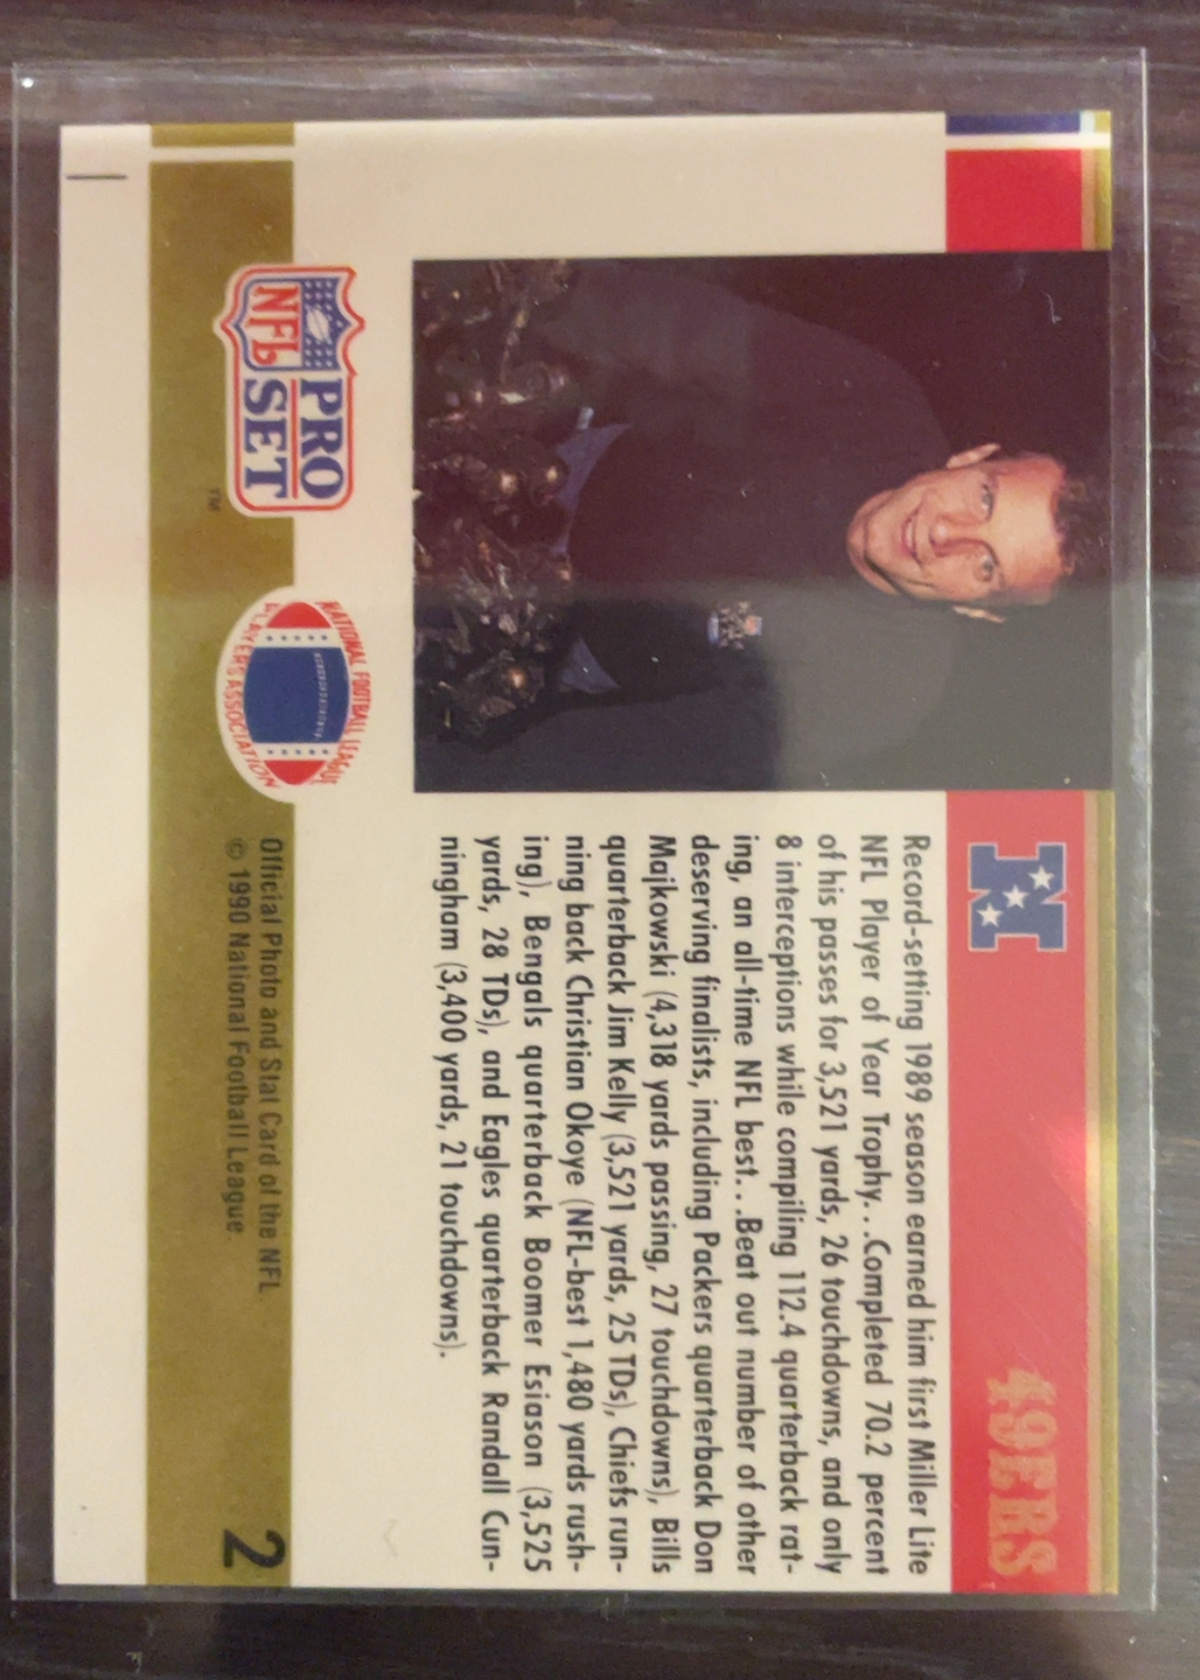 49ERS
Record-setting 1989 season earned him first Miller Lite
NFL Player of Year Trophy. . .Completed 70.2 percent
of his passes for 3,521 yards, 26 touchdowns, and only
8 interceptions while compiling 112.4 quarterback rat-
ing, an all-time NFL best. . .Beat out number of other
deserving finalists, including Packers quarterback Don
Majkowski (4,318 yards passing, 27 touchdowns), Bills
quarterback Jim Kelly (3,521 yards, 25 TDs), Chiefs run-
ning back Christian Okoye (NFL-best 1,480 yards rush-
ing), Bengals quarterback Boomer Esiason (3,525
yards, 28 TDs), and Eagles quarterback Randall Cun-
ningham (3,400 yards, 21 touchdowns).
NFL PRO
SET
TM
NATIONAL FOOTBALL LEAGUE
PLAYERS ASSOCIATION
Official Photo and Stat Card of the NFL.
© 1990 National Football League.
2